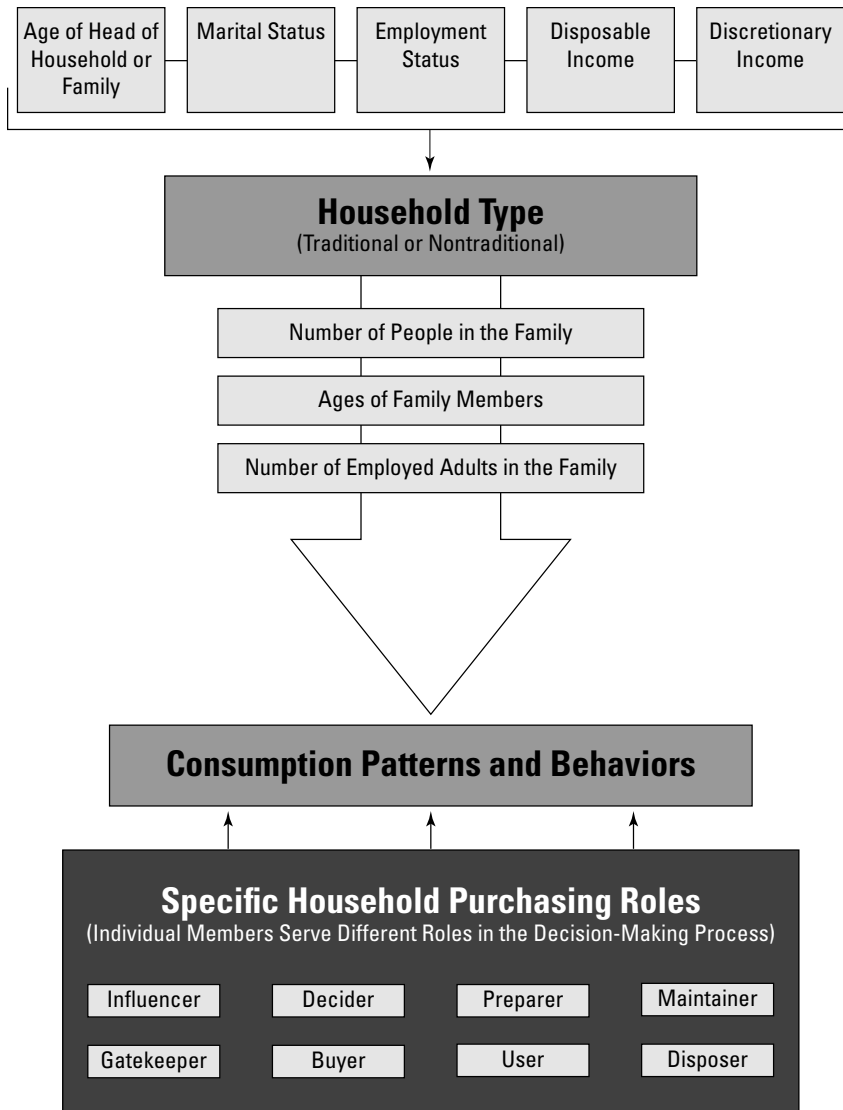 Age of Head of
Household or
Family
Marital Status
Employment
Status
Disposable
Income
Discretionary
Income
Household Type
(Traditional or Nontraditional)
Number of People in the Family
Ages of Family Members
Number of Employed Adults in the Family
Consumption Patterns and Behaviors
Specific Household Purchasing Roles
(Individual Members Serve Different Roles in the Decision-Making Process)
Influencer
Decider
Preparer
Maintainer
Gatekeeper
Buyer
User
Disposer